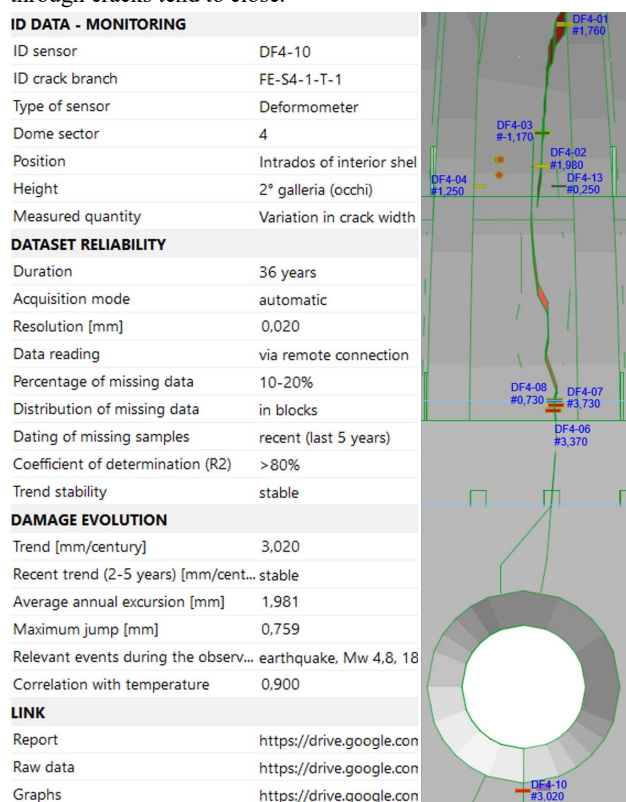 through cracks tend to close.
ID DATA - MONITORING
ID sensor DF4-10
ID crack branch FE-S4-1-T-1
Type of sensor Deformometer
Dome sector 4
Position Intrados of interior shel
Height 2° galleria (occhi)
Measured quantity Variation in crack width
DATASET RELIABILITY
Duration 36 years
Acquisition mode automatic
Resolution [mm] 0,020
Data reading via remote connection
Percentage of missing data 10-20%
Distribution of missing data in blocks
Dating of missing samples recent (last 5 years)
Coefficient of determination (R2) >80%
Trend stability stable
DAMAGE EVOLUTION
Trend [mm/century] 3,020
Recent trend (2-5 years) [mm/cent... stable
Average annual excursion [mm] 1,981
Maximum jump [mm] 0,759
Relevant events during the observ... earthquake, Mw 4,8, 18
Correlation with temperature 0,900
LINK
Report https://drive.google.com
Raw data https://drive.google.com
Graphs https://drive.google.com
DF4-01
#1,760
DF4-03
#-1,170
DF4-02
#1,980
DF4-04
#1,250
DF4-13
#0,250
DF4-08
#0,730
DF4-07
#3,730
DF4-06
#3,370
DF4-10
#3,020